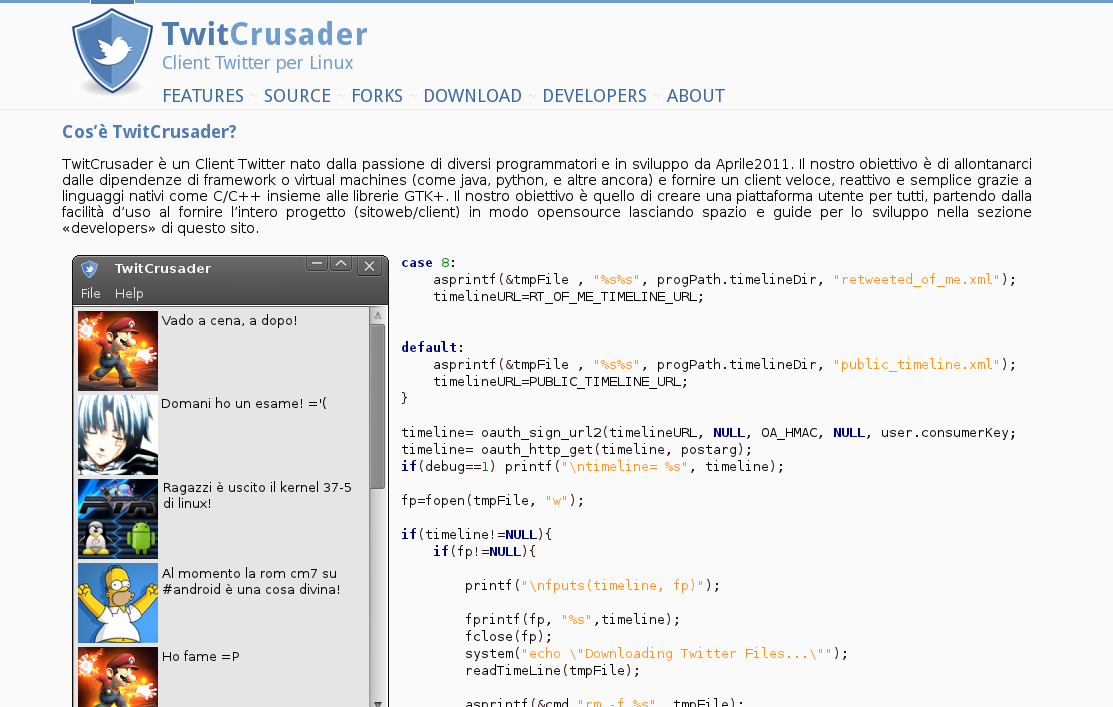 TwitCrusader
Client Twitter per Linux
FEATURES ~ SOURCE ~ FORKS ~ DOWNLOAD ~ DEVELOPERS ~ ABOUT
Cos'è TwitCrusader?
TwitCrusader è un Client Twitter nato dalla passione di diversi programmatori e in sviluppo da Aprile2011. Il nostro obiettivo è di allontanarci
dalle dipendenze di framework o virtual machines (come java, python, e altre ancora) e fornire un client veloce, reattivo e semplice grazie a
linguaggi nativi come C/C++ insieme alle librerie GTK+. Il nostro obiettivo è quello di creare una piattaforma utente per tutti, partendo dalla
facilità d'uso al fornire l'intero progetto (sitoweb/client) in modo opensource lasciando spazio e guide per lo sviluppo nella sezione
«developers» di questo sito.
TwitCrusader
File Help
Vado a cena, a dopo!
Domani ho un esame! ='(
Ragazzi è uscito il kernel 37-5
di linux!
Al momento la rom cm7 su
#android è una cosa divina!
Ho fame =P
case 8:
asprintf(&tmpFile , "%s%s", progPath.timelineDir, "retweeted_of_me.xml");
timelineURL=RT_OF_ME_TIMELINE_URL;
default:
asprintf(&tmpFile , "%s%s", progPath.timelineDir, "public_timeline.xml");
timelineURL=PUBLIC_TIMELINE_URL;
}
timeline= oauth_sign_url2(timelineURL, NULL, OA_HMAC, NULL, user.consumerKey;
timeline= oauth_http_get(timeline, postarg);
if(debug==1) printf("\ntimeline= %s", timeline);
fp=fopen(tmpFile, "w");
if(timeline!=NULL){
if(fp!=NULL){
printf("\nfputs(timeline, fp)");
fprintf(fp, "%s",timeline);
fclose(fp);
system("echo \"Downloading Twitter Files...\"");
readTimeLine(tmpFile);
asprintf(&cmd,"rm -f %s", tmpFile);